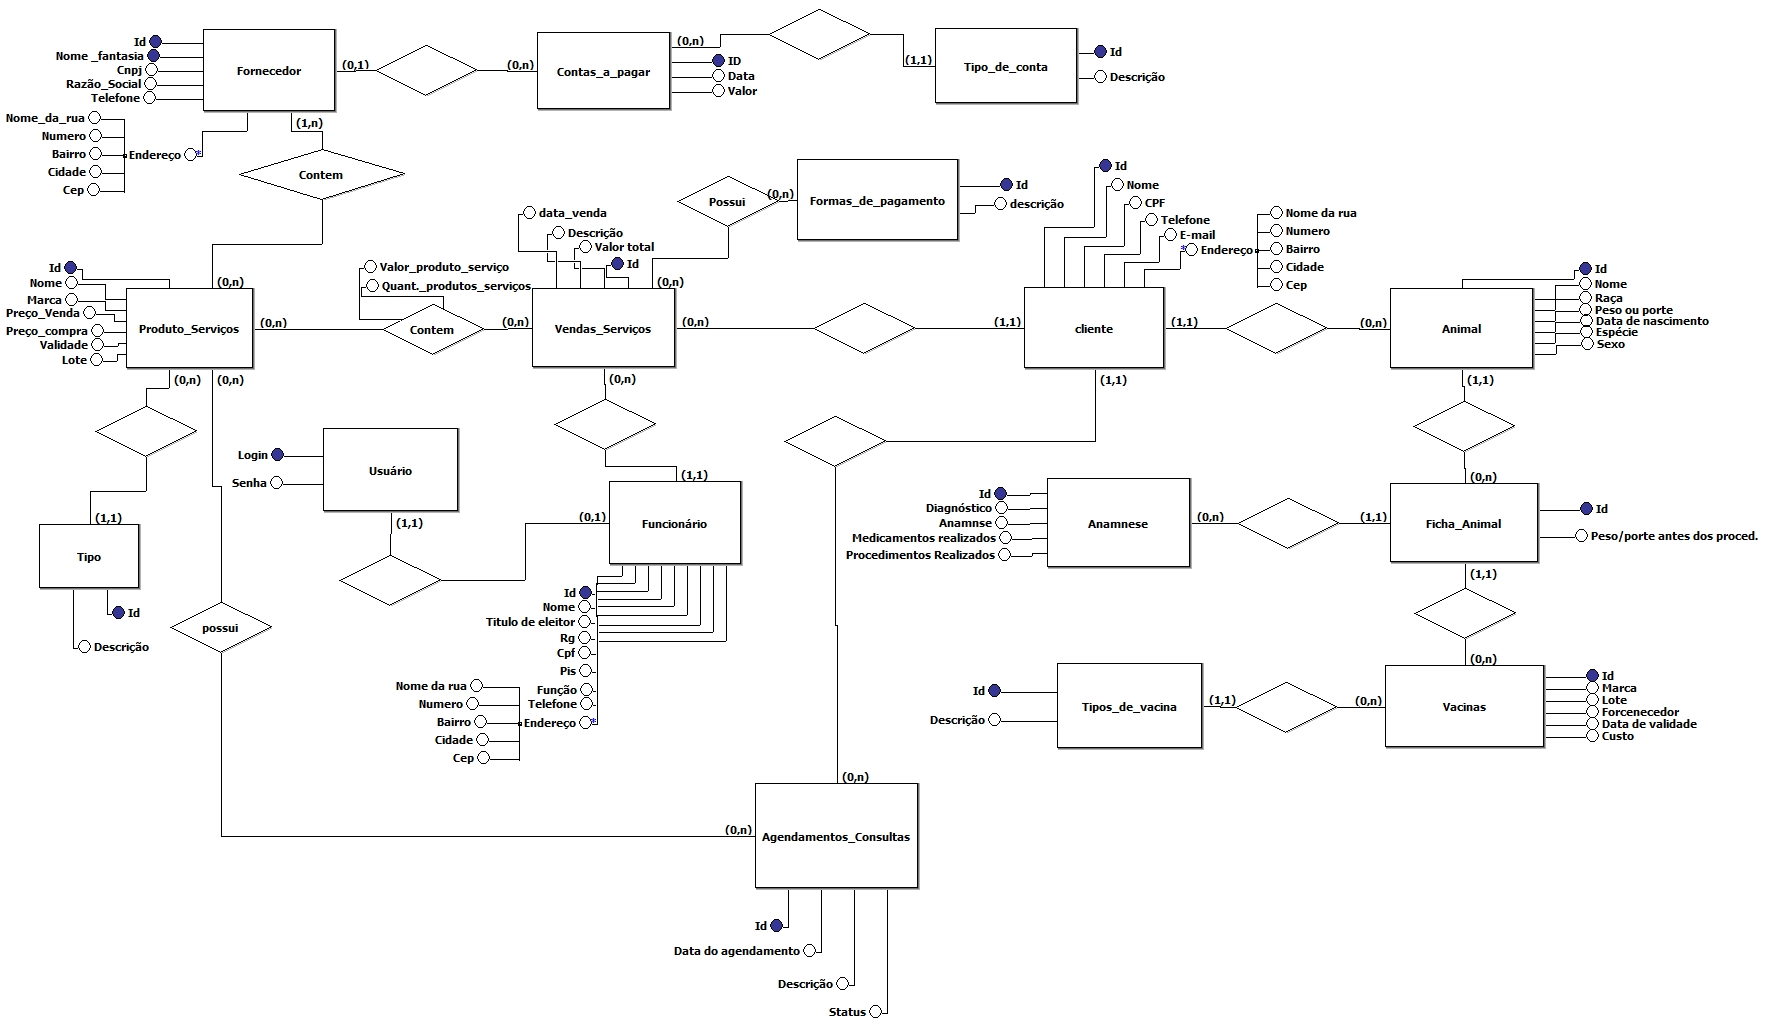 Id
Nome _fantasia
Cnpj
Razão_Social
Telefone
Fornecedor
(0,1)
(0,n)
Contas_a_pagar
(0,n)
ID
Data
Valor
(1,1)
Tipo_de_conta
Id
Descrição
Nome_da_rua
Numero
Bairro
Cidade
Cep
Endereço
*
(1,n)
Contem
Possui
(0,n)
Formas_de_pagamento
Id
descrição
Id
Nome
CPF
Telefone
E-mail
*
Endereço
Nome da rua
Numero
Bairro
Cidade
Cep
data_venda
Descrição
Valor total
Id
(0,n)
Valor_produto_serviço
Quant._produtos_serviços
Id
Nome
Marca
Preço_Venda
Preço_compra
Validade
Lote
(0,n)
Produto_Serviços
(0,n)
Contem
(0,n)
Vendas_Serviços
(0,n)
(1,1)
cliente
(1,1)
(0,n)
Animal
Id
Nome
Raça
Peso ou porte
Data de nascimento
Espécie
Sexo
(0,n)
(0,n)
(0,n)
(1,1)
(1,1)
Login
Senha
Usuário
(1,1)
(1,1)
(0,1)
Funcionário
Id
Diagnóstico
Anamnse
Medicamentos realizados
Procedimentos Realizados
Anamnese
(0,n)
(1,1)
(0,n)
Ficha_Animal
Id
Peso/porte antes dos proced.
(1,1)
(1,1)
Tipo
Id
Descrição
possui
Id
Nome
Titulo de eleitor
Rg
Cpf
Pis
Função
Telefone
Endereço
*
Nome da rua
Numero
Bairro
Cidade
Cep
Id
Descrição
Tipos_de_vacina
(1,1)
(0,n)
(0,n)
Vacinas
Id
Marca
Lote
Forcenecedor
Data de validade
Custo
(0,n)
(0,n)
Agendamentos_Consultas
Id
Data do agendamento
Descrição
Status